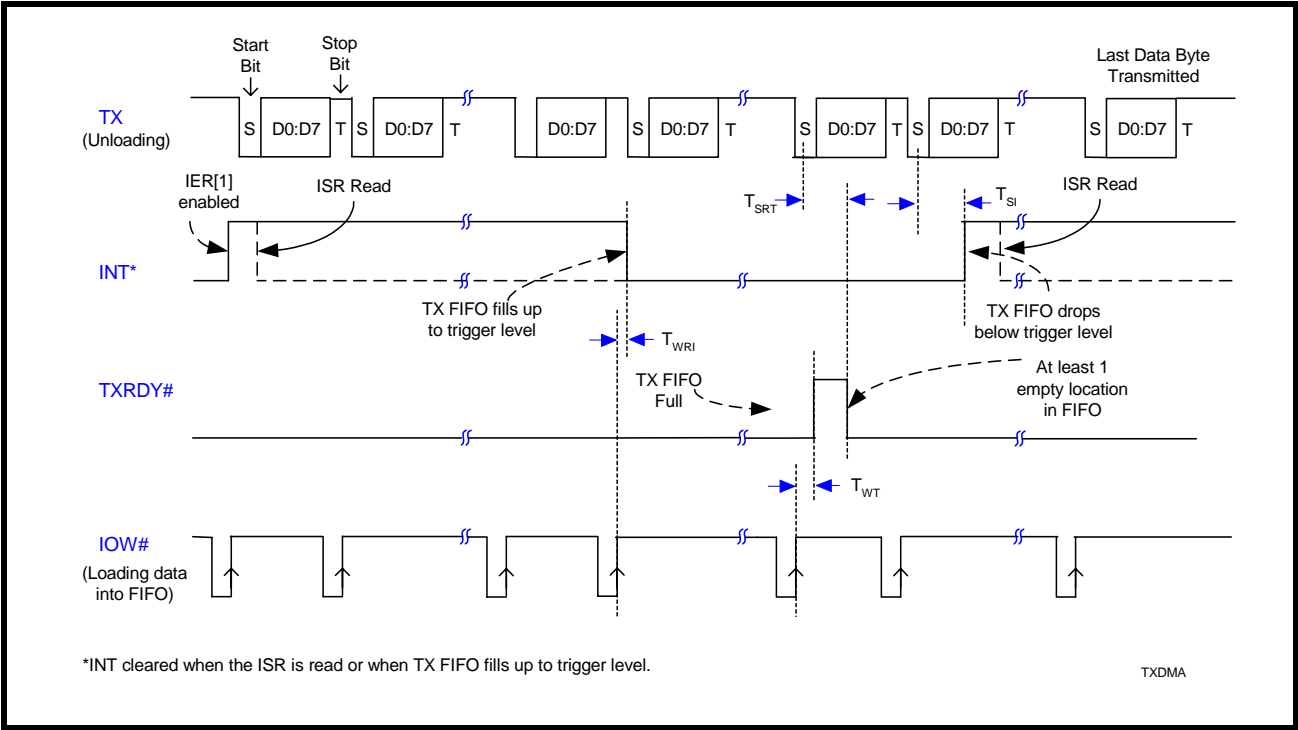 Start
Bit
Stop
Bit
Last Data Byte
Transmitted
TX
(Unloading)
S D0:D7 T S D0:D7 T D0:D7 S D0:D7 T S D0:D7 T S D0:D7 T S D0:D7 T
IER[1]
enabled
ISR Read
TSRT
TSI
ISR Read
INT*
TX FIFO fills up
to trigger level
TX FIFO drops
below trigger level
TWRI
TXRDY#
TX FIFO
Full
At least 1
empty location
in FIFO
TWT
IOW#
(Loading data
into FIFO)
*INT cleared when the ISR is read or when TX FIFO fills up to trigger level.
TXDMA